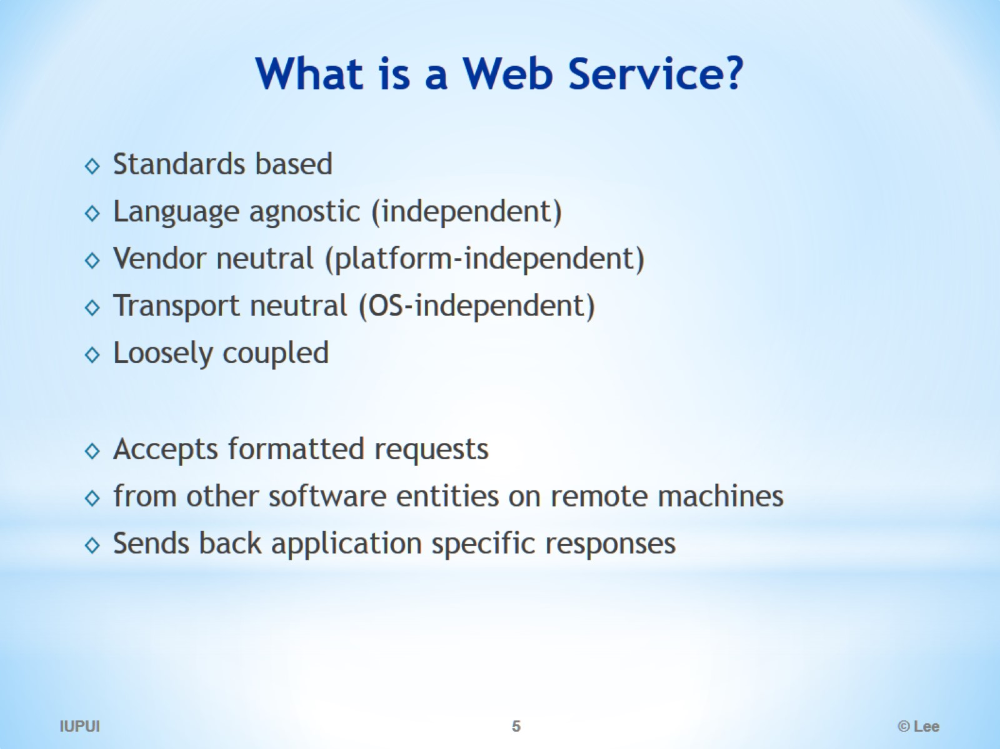 What is a Web Service?
◇ Standards based
◇ Language agnostic (independent)
◇ Vendor neutral (platform-independent)
◇ Transport neutral (OS-independent)
◇ Loosely coupled
◇ Accepts formatted requests
◇ from other software entities on remote machines
◇ Sends back application specific responses
IUPUI 5 © Lee